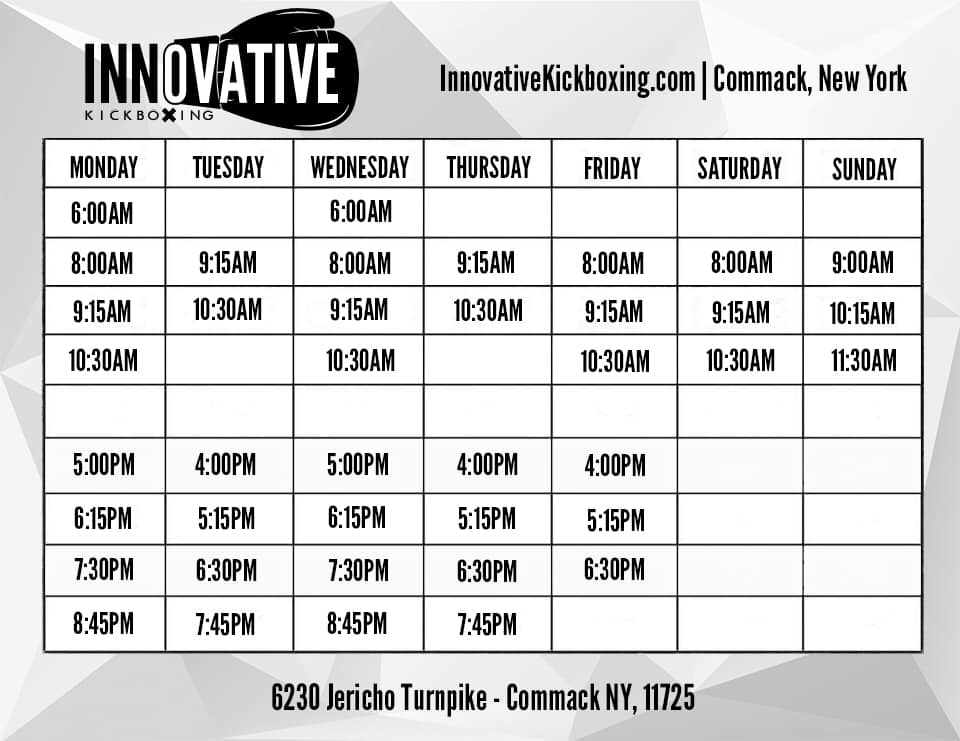 INNOVATIVE
KICKBOXING
InnovativeKickboxing.com | Commack, New York
MONDAY TUESDAY WEDNESDAY THURSDAY FRIDAY SATURDAY SUNDAY
6:00AM 6:00AM
8:00AM 9:15AM 8:00AM 9:15AM 8:00AM 8:00AM 9:00AM
9:15AM 10:30AM 9:15AM 10:30AM 9:15AM 9:15AM 10:15AM
10:30AM 10:30AM 10:30AM 10:30AM 11:30AM
5:00PM 4:00PM 5:00PM 4:00PM 4:00PM
6:15PM 5:15PM 6:15PM 5:15PM 5:15PM
7:30PM 6:30PM 7:30PM 6:30PM 6:30PM
8:45PM 7:45PM 8:45PM 7:45PM
6230 Jericho Turnpike - Commack NY, 11725